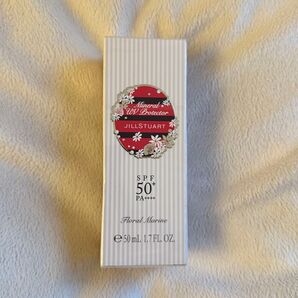 Mineral
UV Protector
JILLSTUART
SPF
50+
PA++++
Floral Marine
℮50 mL 1.7 FL. OZ.